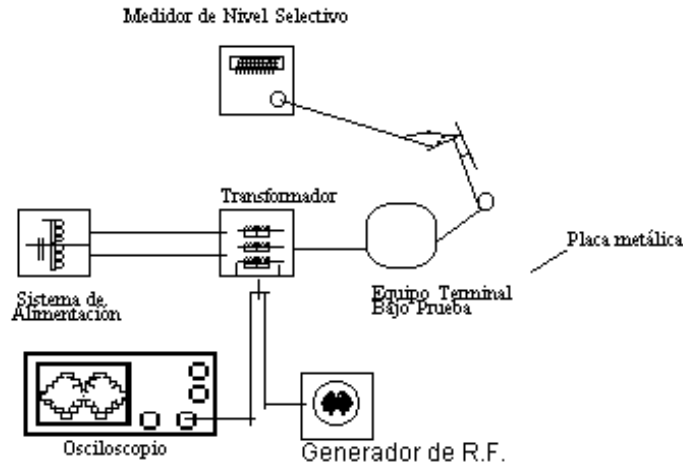 Medidor de Nivel Selectivo
Transformador
Placa metálica
Sistema de
Alimentación
Equipo Terminal
Bajo Prueba
Osciloscopio
Generador de R.F.